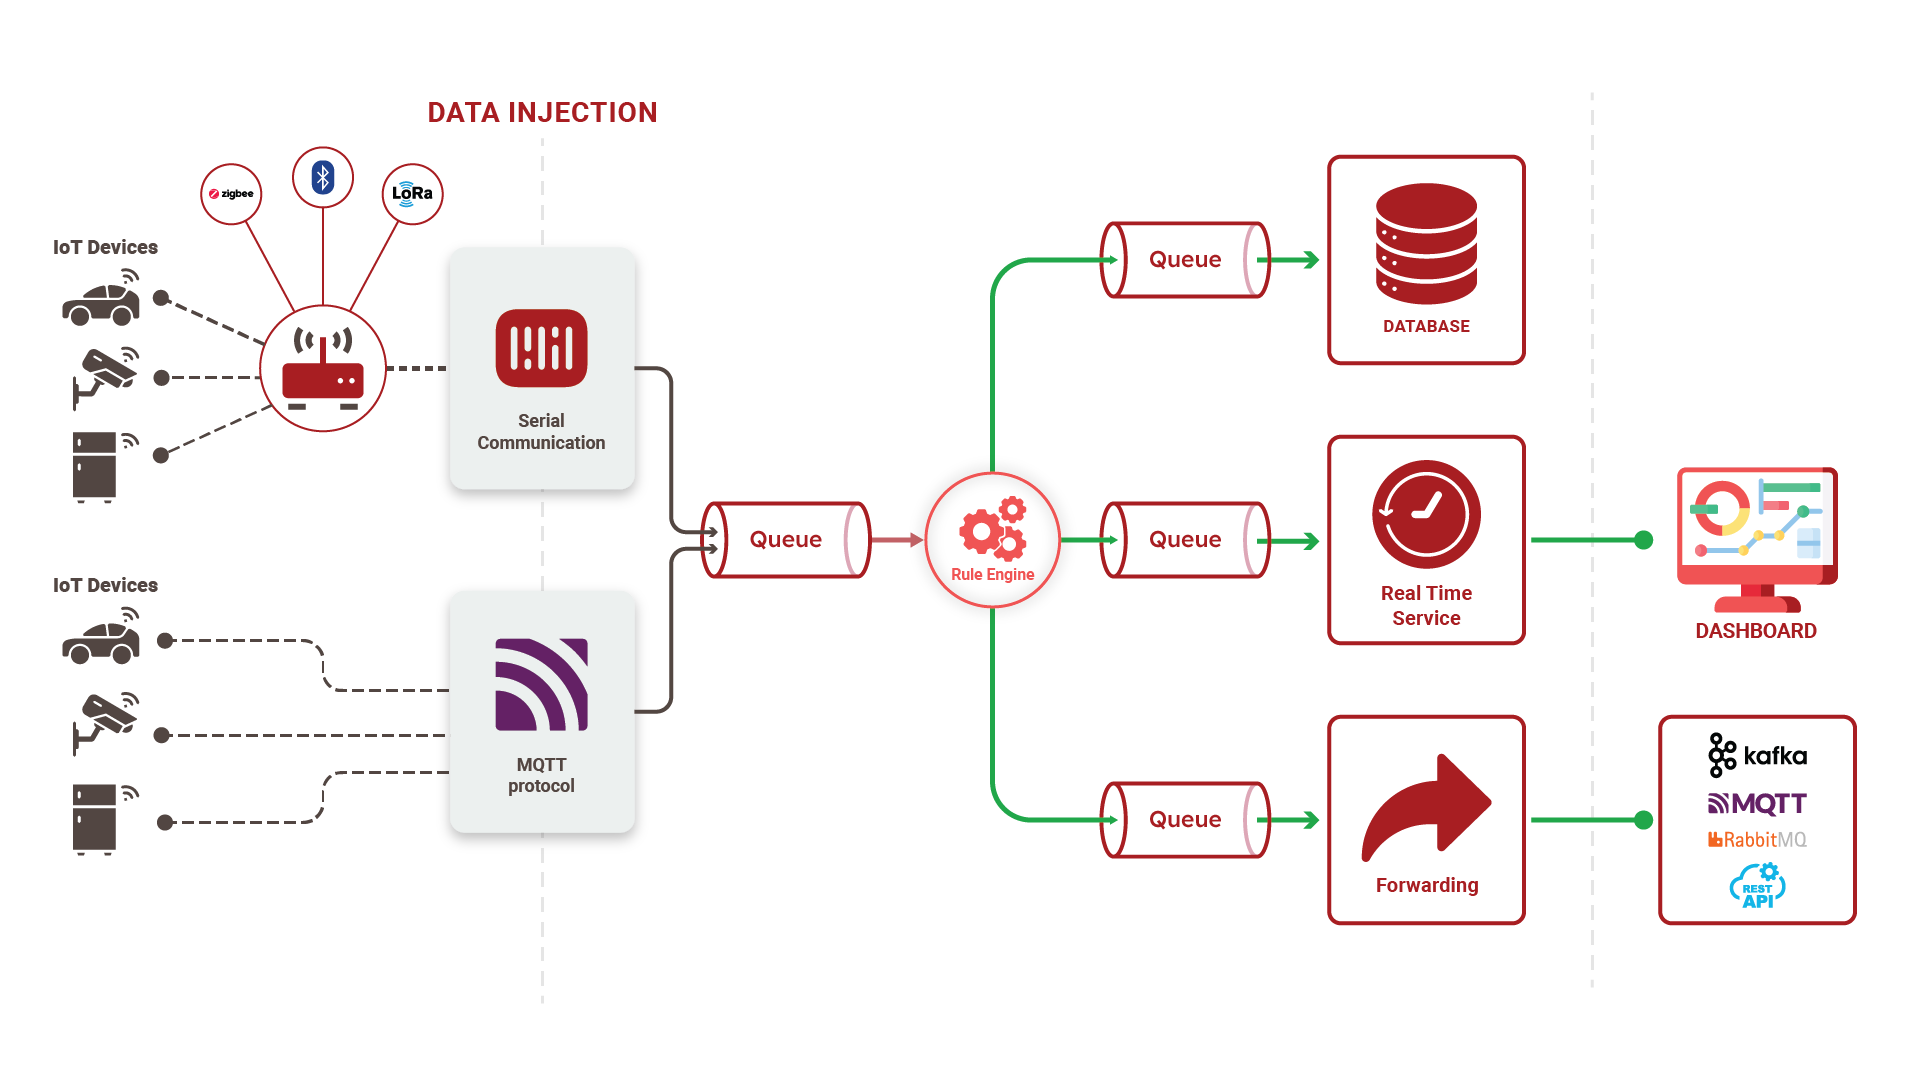 DATA INJECTION
zigbee
LoRa
IoT Devices
Serial
Communication
IoT Devices
MQTT
protocol
Queue
Rule Engine
Queue
DATABASE
Queue
Real Time
Service
DASHBOARD
Queue
Forwarding
kafka
MQTT
RabbitMQ
REST
API